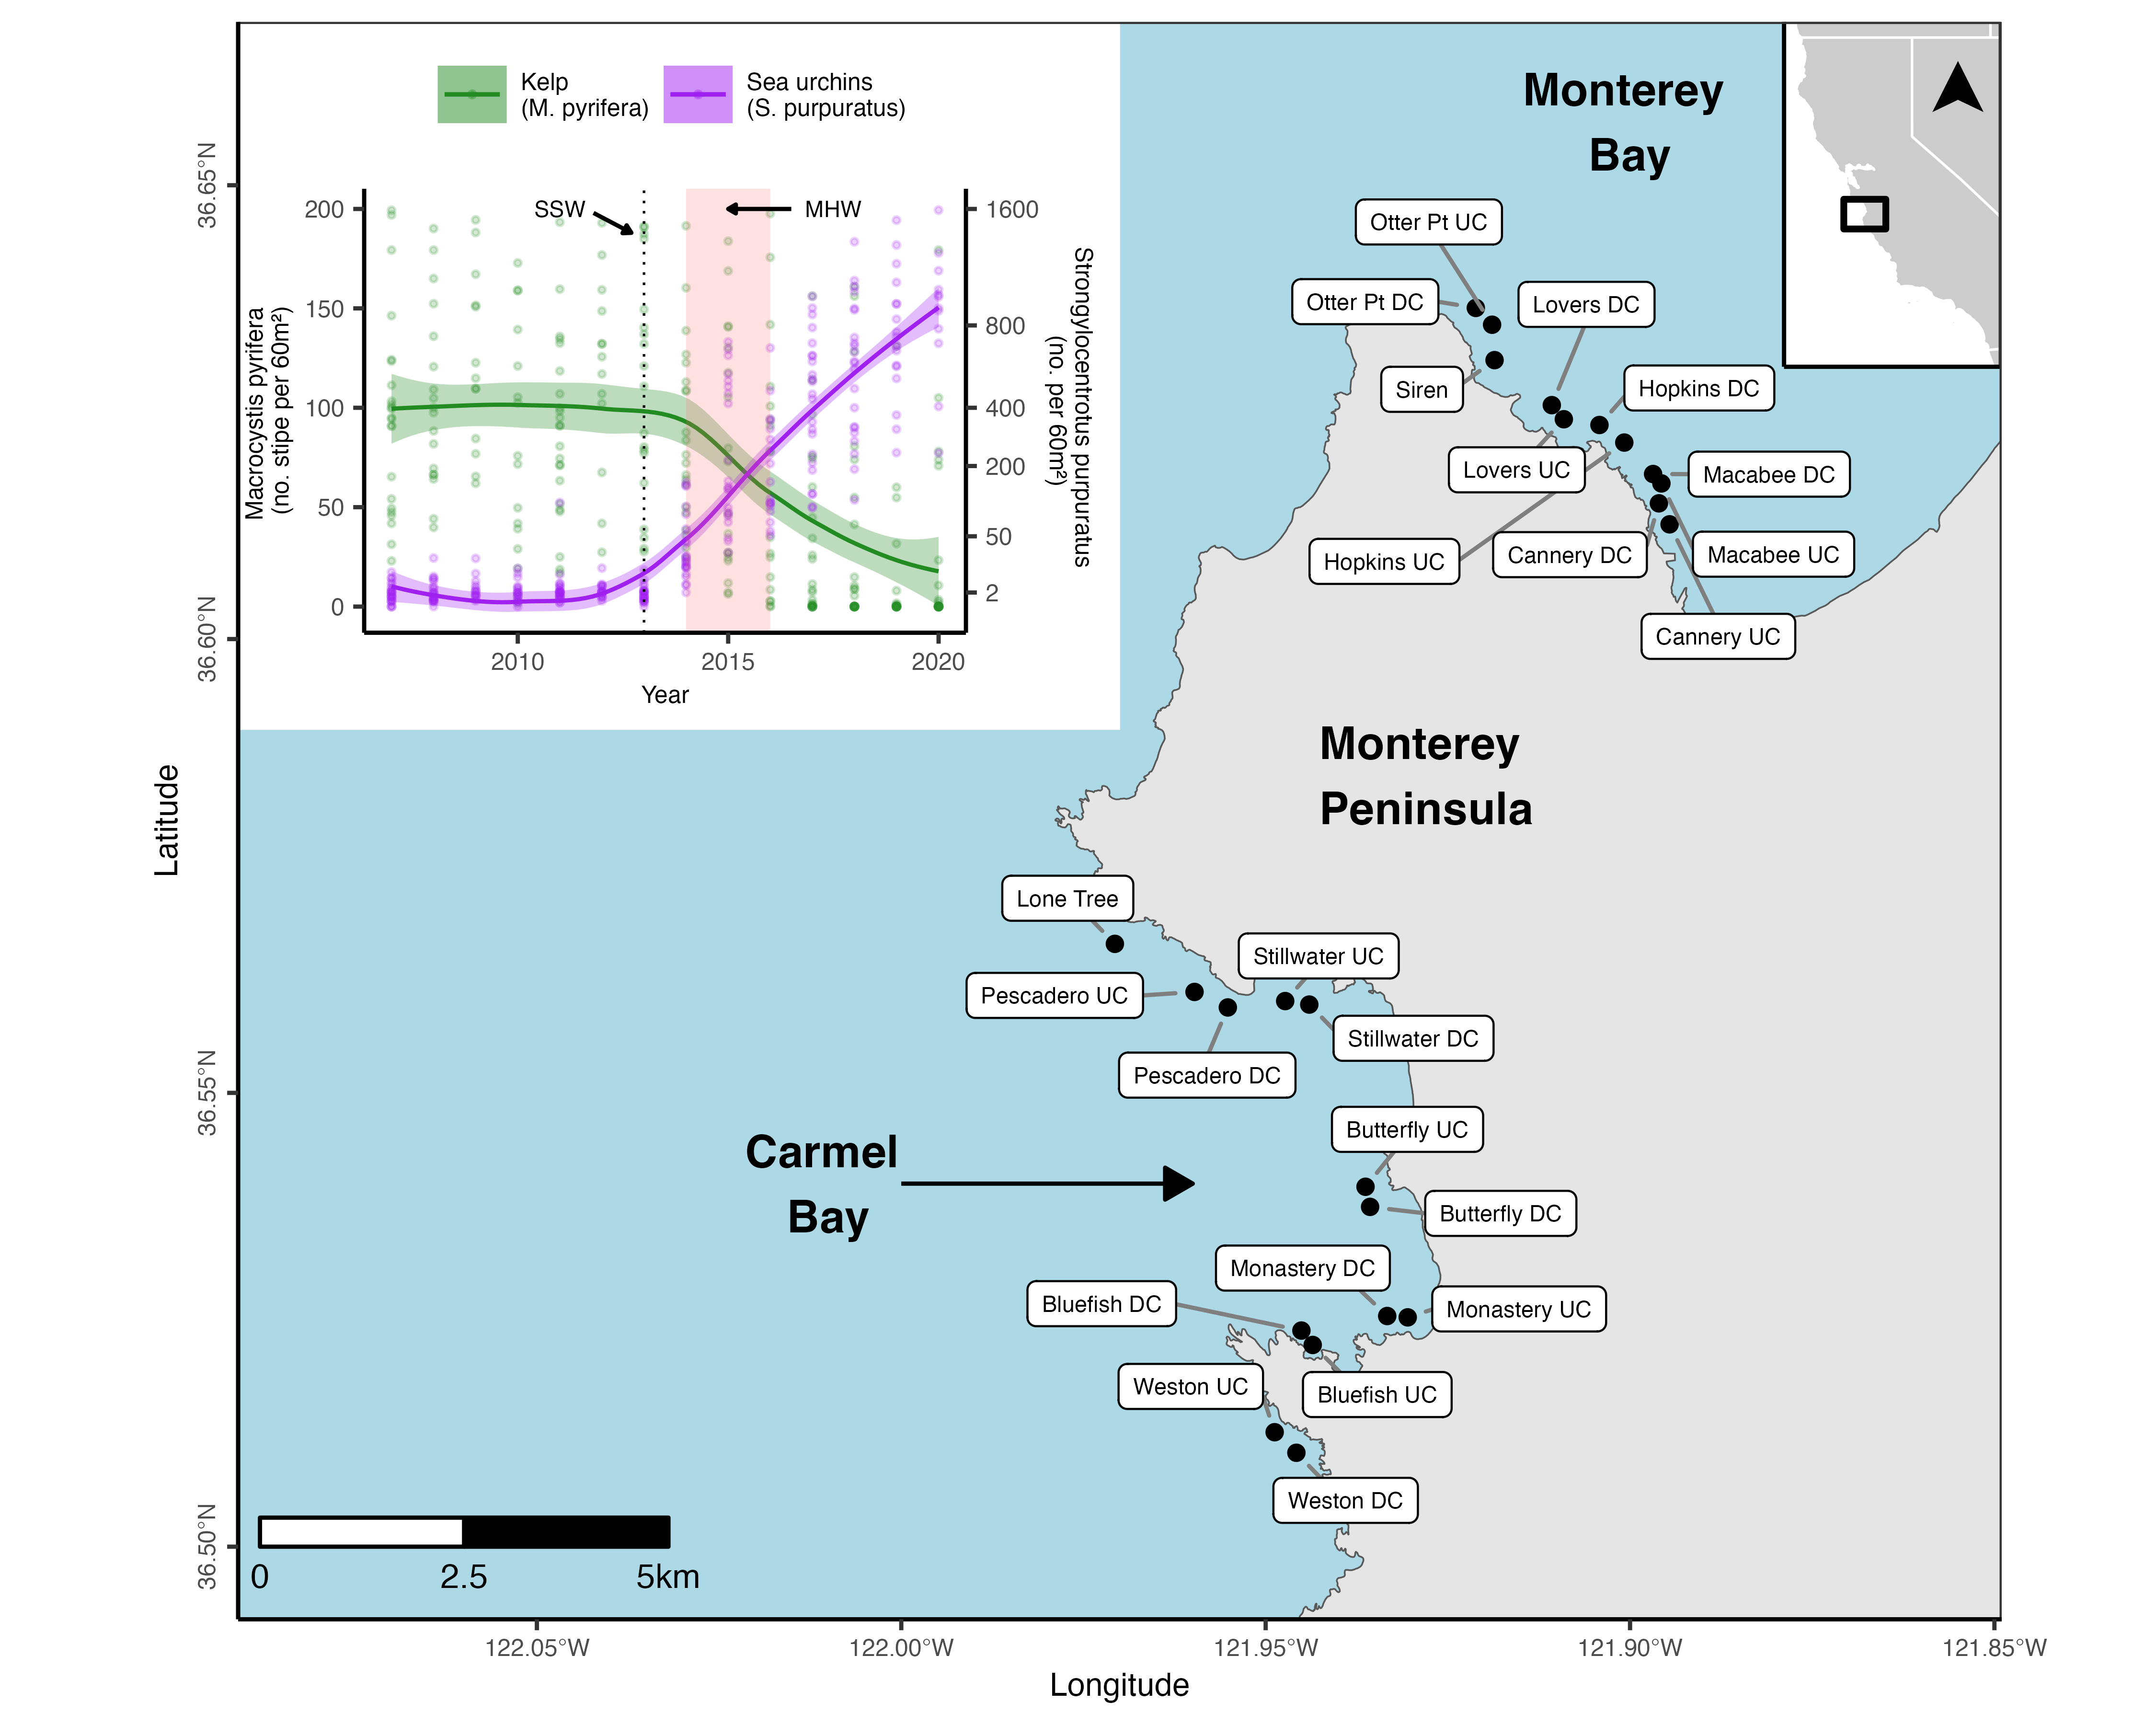 Kelp
(M. pyrifera)
Sea urchins
(S. purpuratus)
SSW
MHW
200
150
100
50
0
Macrocystis pyrifera
(no. stipe per 60m²)
1600
800
400
200
50
2
Strongylocentrotus purpuratus
(no. per 60m²)
2010
2015
2020
Year
Monterey
Bay
Otter Pt UC
Otter Pt DC
Lovers DC
Siren
Hopkins DC
Lovers UC
Macabee DC
Hopkins UC
Cannery DC
Macabee UC
Cannery UC
Monterey
Peninsula
Lone Tree
Stillwater UC
Pescadero UC
Stillwater DC
Pescadero DC
Butterfly UC
Carmel
Bay
Butterfly DC
Monastery DC
Bluefish DC
Monastery UC
Weston UC
Bluefish UC
Weston DC
0
2.5
5km
36.65°N
36.60°N
36.55°N
36.50°N
Latitude
122.05°W
122.00°W
121.95°W
121.90°W
121.85°W
Longitude